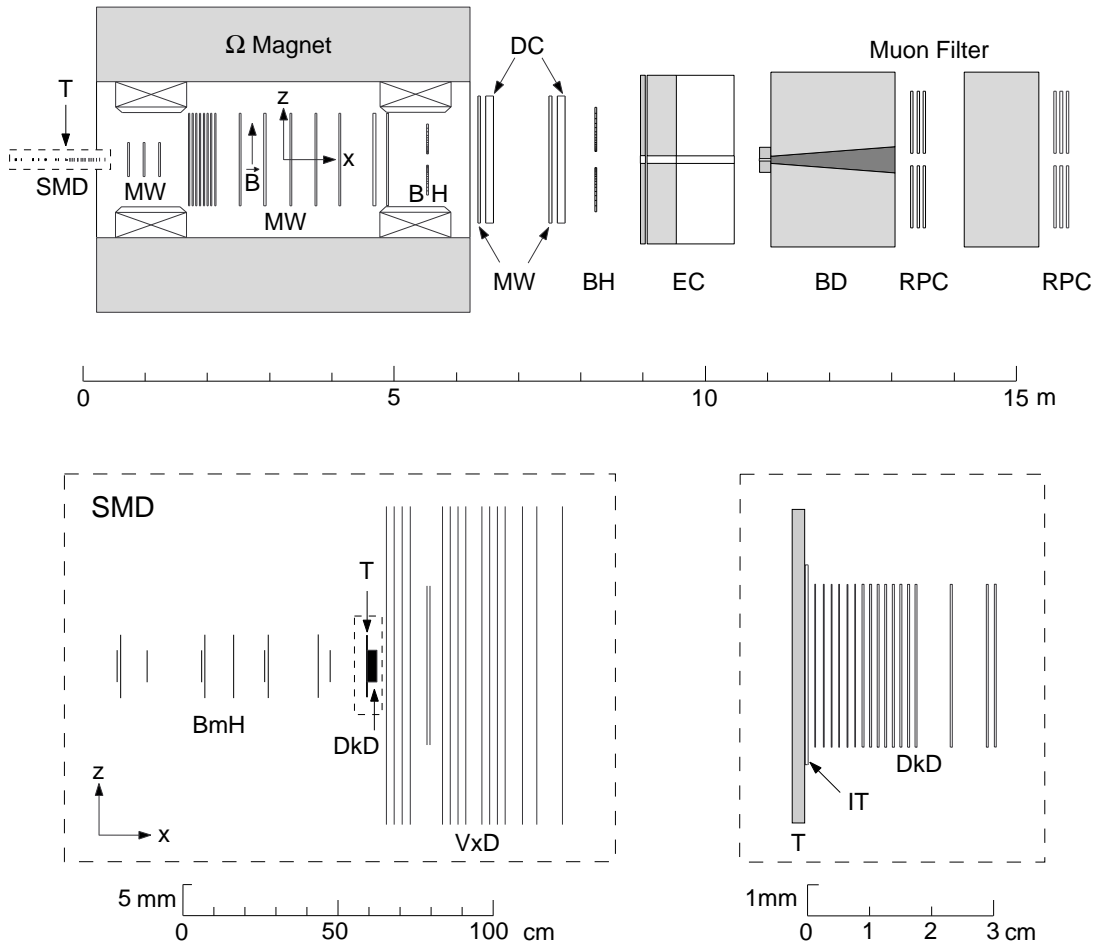 Ω Magnet
DC
Muon Filter
T
z
x
B
SMD
MW
BH
MW
MW
BH
EC
BD
RPC
RPC
0 5 10 15 m
SMD
T
BmH
DkD
z
x
VxD
DkD
IT
T
5 mm
0 50 100 cm
1mm
0 1 2 3 cm